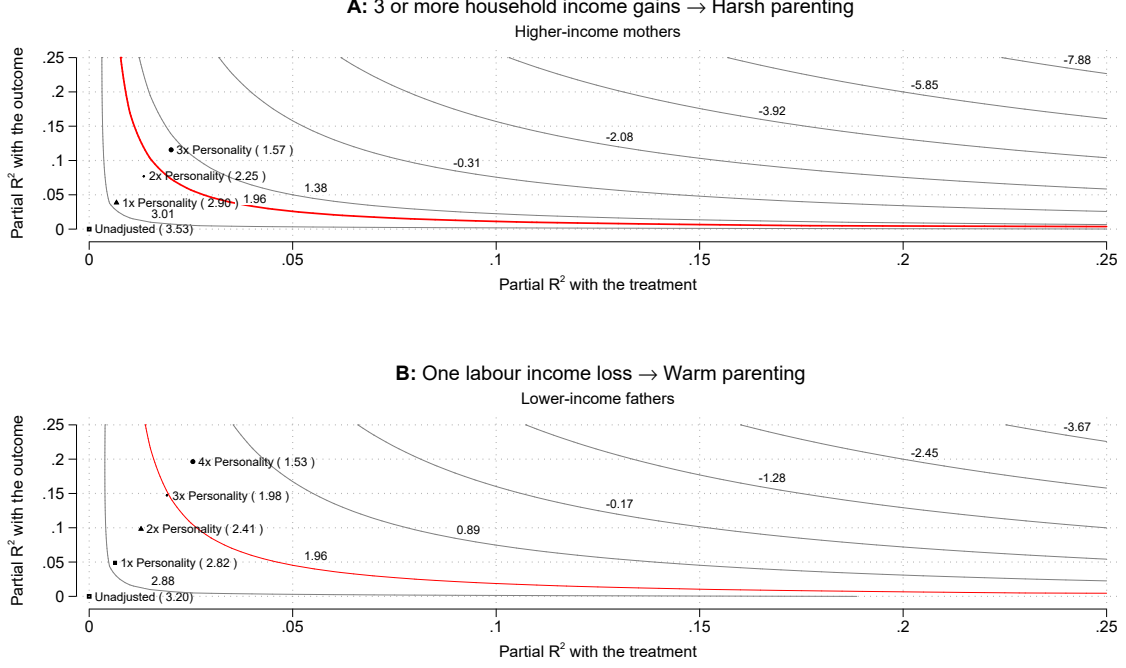 A: 3 or more household income gains → Harsh parenting
Higher-income mothers
Partial R² with the outcome
.25
.2
.15
.1
.05
0
-7.88
-5.85
-3.92
-2.08
-0.31
1.38
1.96
3.01
3x Personality ( 1.57 )
2x Personality ( 2.25 )
1x Personality ( 2.90 )
Unadjusted ( 3.53)
0 .05 .1 .15 .2 .25
Partial R² with the treatment
B: One labour income loss → Warm parenting
Lower-income fathers
Partial R² with the outcome
.25
.2
.15
.1
.05
0
-3.67
-2.45
-1.28
-0.17
0.89
1.96
2.88
4x Personality ( 1.53 )
3x Personality ( 1.98 )
2x Personality ( 2.41 )
1x Personality ( 2.82 )
Unadjusted ( 3.20)
0 .05 .1 .15 .2 .25
Partial R² with the treatment